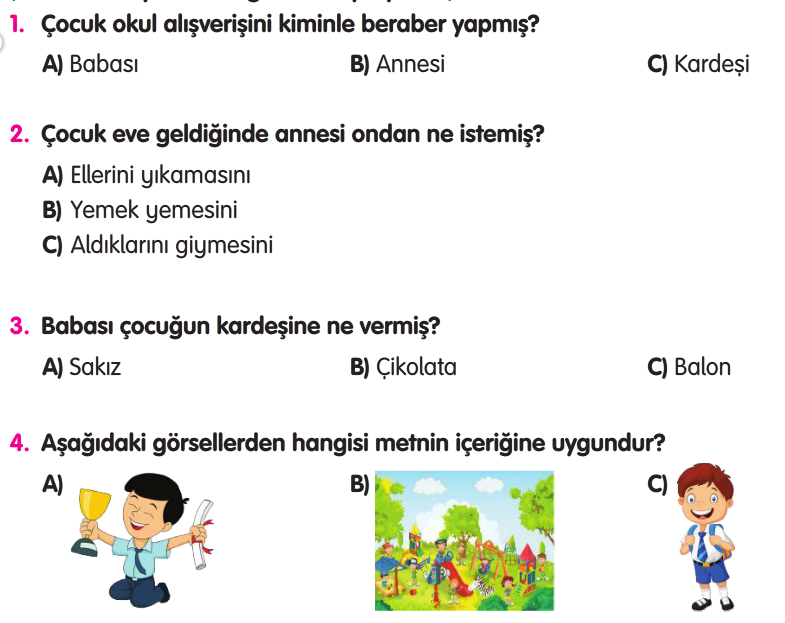 1. Çocuk okul alışverişini kiminle beraber yapmış?
A) Babası B) Annesi C) Kardeşi
2. Çocuk eve geldiğinde annesi ondan ne istemiş?
A) Ellerini yıkamasını
B) Yemek yemesini
C) Aldıklarını giymesini
3. Babası çocuğun kardeşine ne vermiş?
A) Sakız B) Çikolata C) Balon
4. Aşağıdaki görsellerden hangisi metnin içeriğine uygundur?
A) B) C)